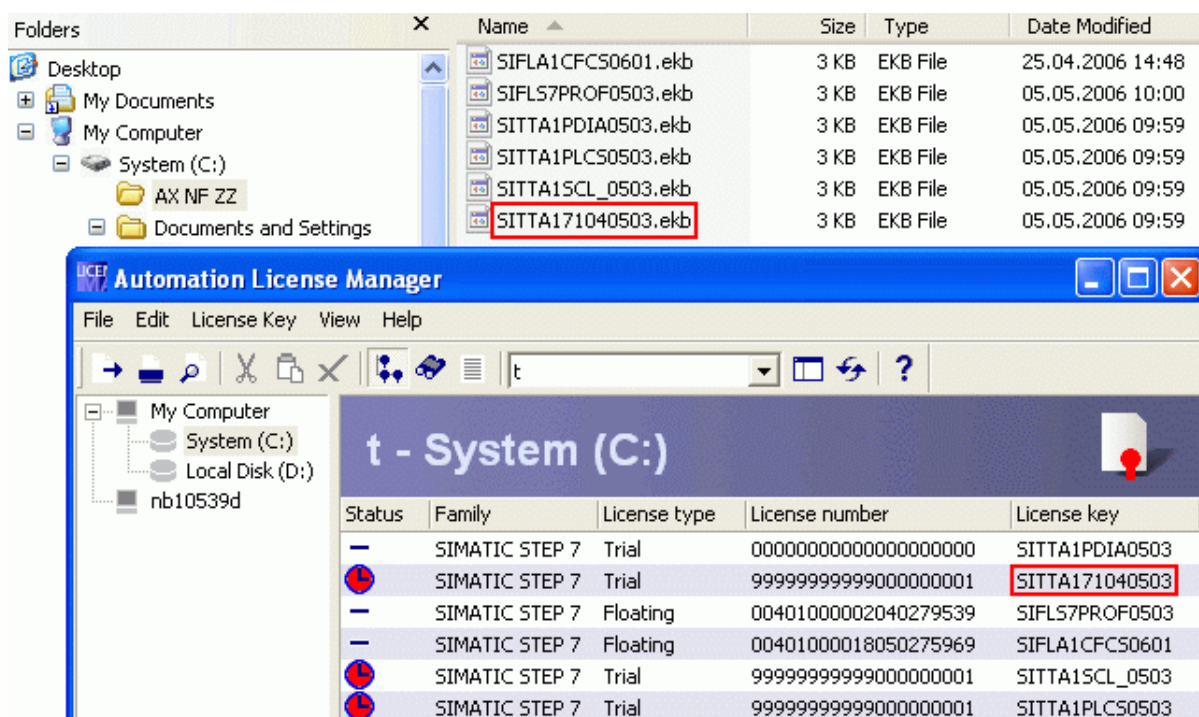 Folders × Name Size Type Date Modified
Desktop SIFLA1CFCS0601.ekb 3 KB EKB File 25.04.2006 14:48
My Documents SIFLS7PROF0503.ekb 3 KB EKB File 05.05.2006 10:00
My Computer SITTA1PDIA0503.ekb 3 KB EKB File 05.05.2006 09:59
System (C:) SITTA1PLCS0503.ekb 3 KB EKB File 05.05.2006 09:59
AX NF ZZ SITTA1SCL_0503.ekb 3 KB EKB File 05.05.2006 09:59
Documents and Settings SITTA171040503.ekb 3 KB EKB File 05.05.2006 09:59
Automation License Manager
File Edit License Key View Help
t ?
My Computer
System (C:)
Local Disk (D:)
nb10539d
t - System (C:)
Status Family License type License number License key
SIMATIC STEP 7 Trial 00000000000000000000 SITTA1PDIA0503
SIMATIC STEP 7 Trial 99999999999000000001 SITTA171040503
SIMATIC STEP 7 Floating 00401000002040279539 SIFLS7PROF0503
SIMATIC STEP 7 Floating 00401000018050275969 SIFLA1CFCS0601
SIMATIC STEP 7 Trial 99999999999000000001 SITTA1SCL_0503
SIMATIC STEP 7 Trial 99999999999000000001 SITTA1PLCS0503